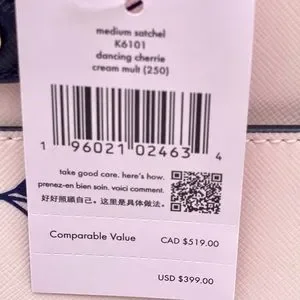 medium satchel
K6101
dancing cherrie
cream mult (250)
1 96021 02463 4
take good care. here's how.
prenez-en bien soin. voici comment.
好好照顾自己。这里是具体做法。
Comparable Value CAD $519.00
USD $399.00